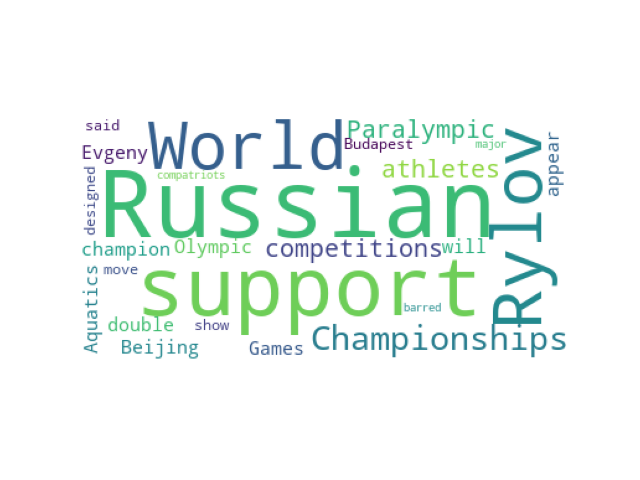 said
World
Paralympic
Evgeny
Budapest
major
Rylov
appear
designed
compatriots
Russian
athletes
champion
Olympic
competitions
will
Aquatics
move
support
barred
double
show
Beijing
Games
Championships